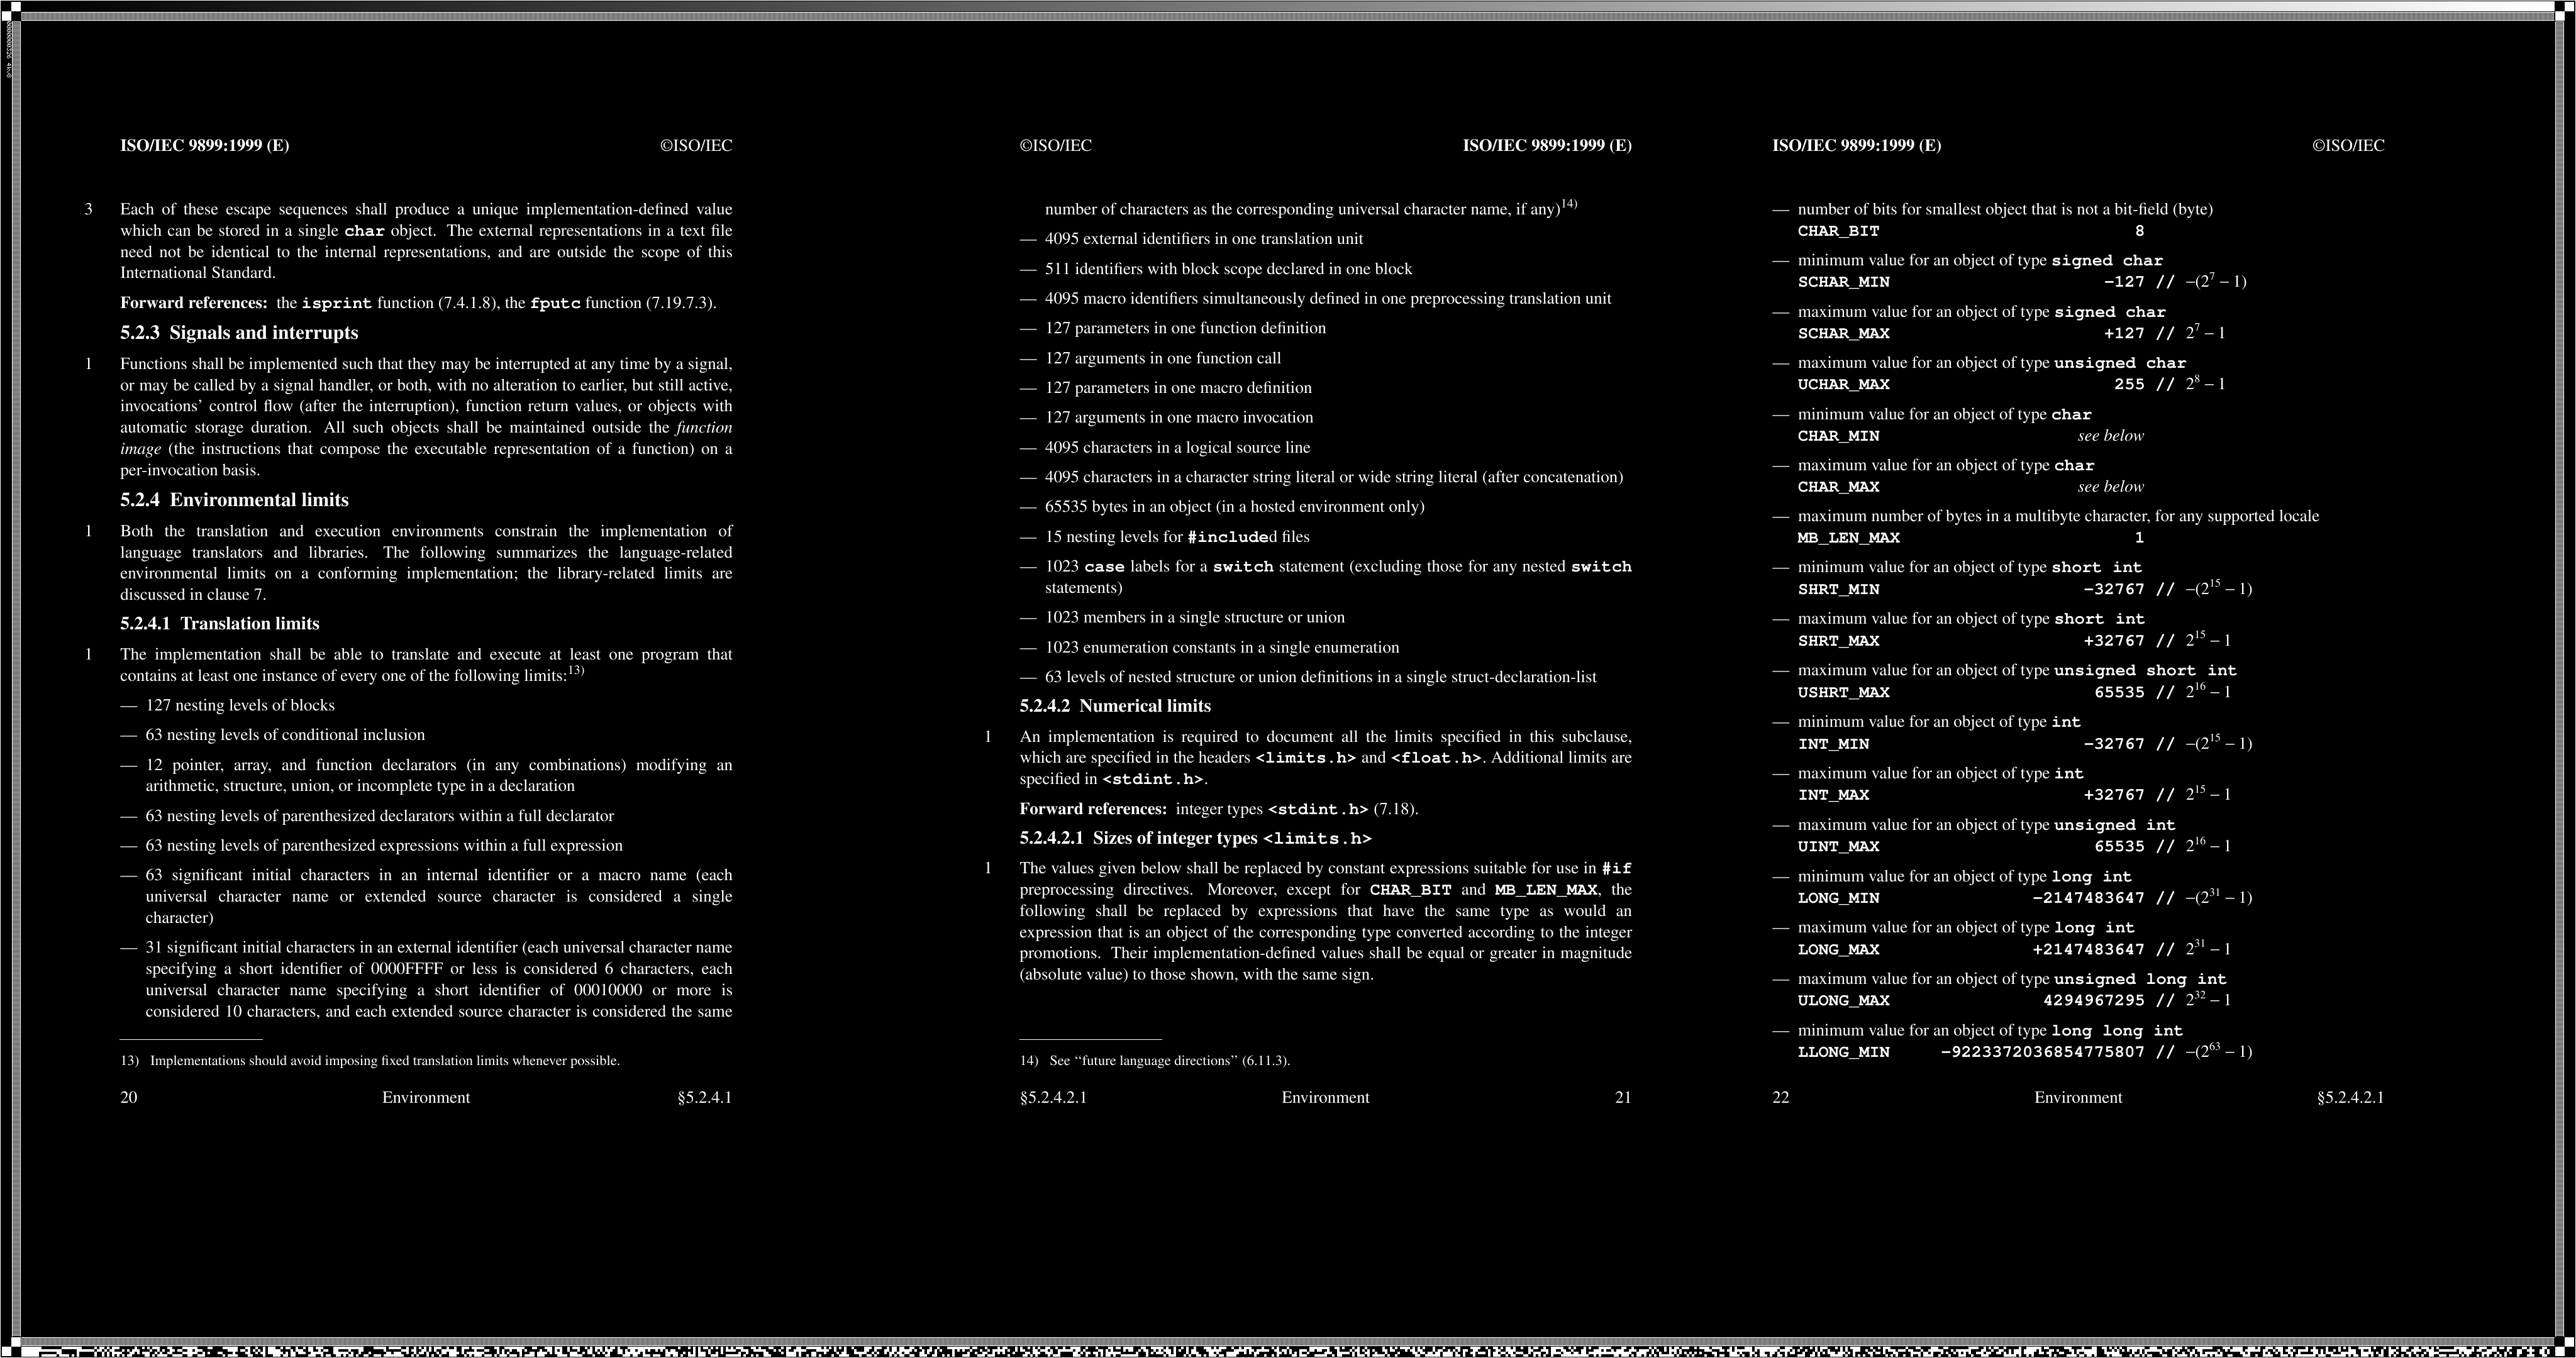 ISO/IEC 9899:1999 (E) ©ISO/IEC
3 Each of these escape sequences shall produce a unique implementation-defined value
which can be stored in a single char object. The external representations in a text file
need not be identical to the internal representations, and are outside the scope of this
International Standard.
Forward references: the isprint function (7.4.1.8), the fputc function (7.19.7.3).
5.2.3 Signals and interrupts
1 Functions shall be implemented such that they may be interrupted at any time by a signal,
or may be called by a signal handler, or both, with no alteration to earlier, but still active,
invocations’ control flow (after the interruption), function return values, or objects with
automatic storage duration. All such objects shall be maintained outside the function
image (the instructions that compose the executable representation of a function) on a
per-invocation basis.
5.2.4 Environmental limits
1 Both the translation and execution environments constrain the implementation of
language translators and libraries. The following summarizes the language-related
environmental limits on a conforming implementation; the library-related limits are
discussed in clause 7.
5.2.4.1 Translation limits
1 The implementation shall be able to translate and execute at least one program that
contains at least one instance of every one of the following limits:13)
— 127 nesting levels of blocks
— 63 nesting levels of conditional inclusion
— 12 pointer, array, and function declarators (in any combinations) modifying an
arithmetic, structure, union, or incomplete type in a declaration
— 63 nesting levels of parenthesized declarators within a full declarator
— 63 nesting levels of parenthesized expressions within a full expression
— 63 significant initial characters in an internal identifier or a macro name (each
universal character name or extended source character is considered a single
character)
— 31 significant initial characters in an external identifier (each universal character name
specifying a short identifier of 0000FFFF or less is considered 6 characters, each
universal character name specifying a short identifier of 00010000 or more is
considered 10 characters, and each extended source character is considered the same
13) Implementations should avoid imposing fixed translation limits whenever possible.
20 Environment §5.2.4.1
©ISO/IEC ISO/IEC 9899:1999 (E)
number of characters as the corresponding universal character name, if any)14)
— 4095 external identifiers in one translation unit
— 511 identifiers with block scope declared in one block
— 4095 macro identifiers simultaneously defined in one preprocessing translation unit
— 127 parameters in one function definition
— 127 arguments in one function call
— 127 parameters in one macro definition
— 127 arguments in one macro invocation
— 4095 characters in a logical source line
— 4095 characters in a character string literal or wide string literal (after concatenation)
— 65535 bytes in an object (in a hosted environment only)
— 15 nesting levels for #included files
— 1023 case labels for a switch statement (excluding those for any nested switch
statements)
— 1023 members in a single structure or union
— 1023 enumeration constants in a single enumeration
— 63 levels of nested structure or union definitions in a single struct-declaration-list
5.2.4.2 Numerical limits
1 An implementation is required to document all the limits specified in this subclause,
which are specified in the headers <limits.h> and <float.h>. Additional limits are
specified in <stdint.h>.
Forward references: integer types <stdint.h> (7.18).
5.2.4.2.1 Sizes of integer types <limits.h>
1 The values given below shall be replaced by constant expressions suitable for use in #if
preprocessing directives. Moreover, except for CHAR_BIT and MB_LEN_MAX, the
following shall be replaced by expressions that have the same type as would an
expression that is an object of the corresponding type converted according to the integer
promotions. Their implementation-defined values shall be equal or greater in magnitude
(absolute value) to those shown, with the same sign.
14) See ‘‘future language directions’’ (6.11.3).
§5.2.4.2.1 Environment 21
ISO/IEC 9899:1999 (E) ©ISO/IEC
— number of bits for smallest object that is not a bit-field (byte)
CHAR_BIT 8
— minimum value for an object of type signed char
SCHAR_MIN −127 // −(2⁷ − 1)
— maximum value for an object of type signed char
SCHAR_MAX +127 // 2⁷ − 1
— maximum value for an object of type unsigned char
UCHAR_MAX 255 // 2⁸ − 1
— minimum value for an object of type char
CHAR_MIN see below
— maximum value for an object of type char
CHAR_MAX see below
— maximum number of bytes in a multibyte character, for any supported locale
MB_LEN_MAX 1
— minimum value for an object of type short int
SHRT_MIN −32767 // −(2¹⁵ − 1)
— maximum value for an object of type short int
SHRT_MAX +32767 // 2¹⁵ − 1
— maximum value for an object of type unsigned short int
USHRT_MAX 65535 // 2¹⁶ − 1
— minimum value for an object of type int
INT_MIN −32767 // −(2¹⁵ − 1)
— maximum value for an object of type int
INT_MAX +32767 // 2¹⁵ − 1
— maximum value for an object of type unsigned int
UINT_MAX 65535 // 2¹⁶ − 1
— minimum value for an object of type long int
LONG_MIN −2147483647 // −(2³¹ − 1)
— maximum value for an object of type long int
LONG_MAX +2147483647 // 2³¹ − 1
— maximum value for an object of type unsigned long int
ULONG_MAX 4294967295 // 2³² − 1
— minimum value for an object of type long long int
LLONG_MIN −9223372036854775807 // −(2⁶³ − 1)
22 Environment §5.2.4.2.1